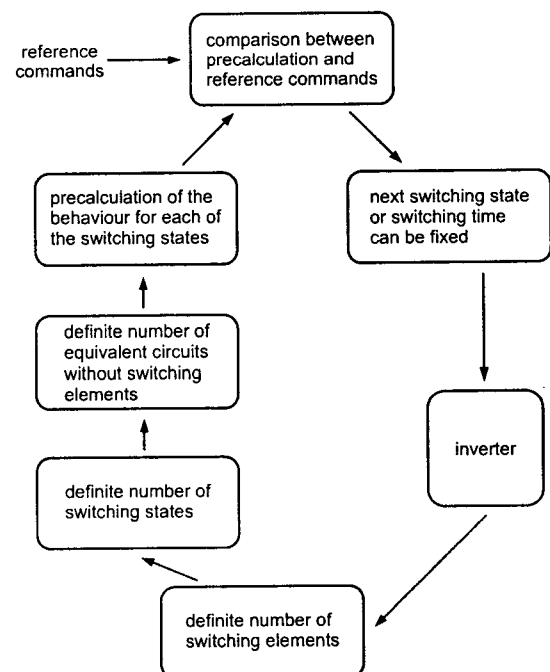 comparison between
precalculation and
reference commands
reference
commands
precalculation of the
behaviour for each of
the switching states
next switching state
or switching time
can be fixed
definite number of
equivalent circuits
without switching
elements
inverter
definite number of
switching states
definite number of
switching elements